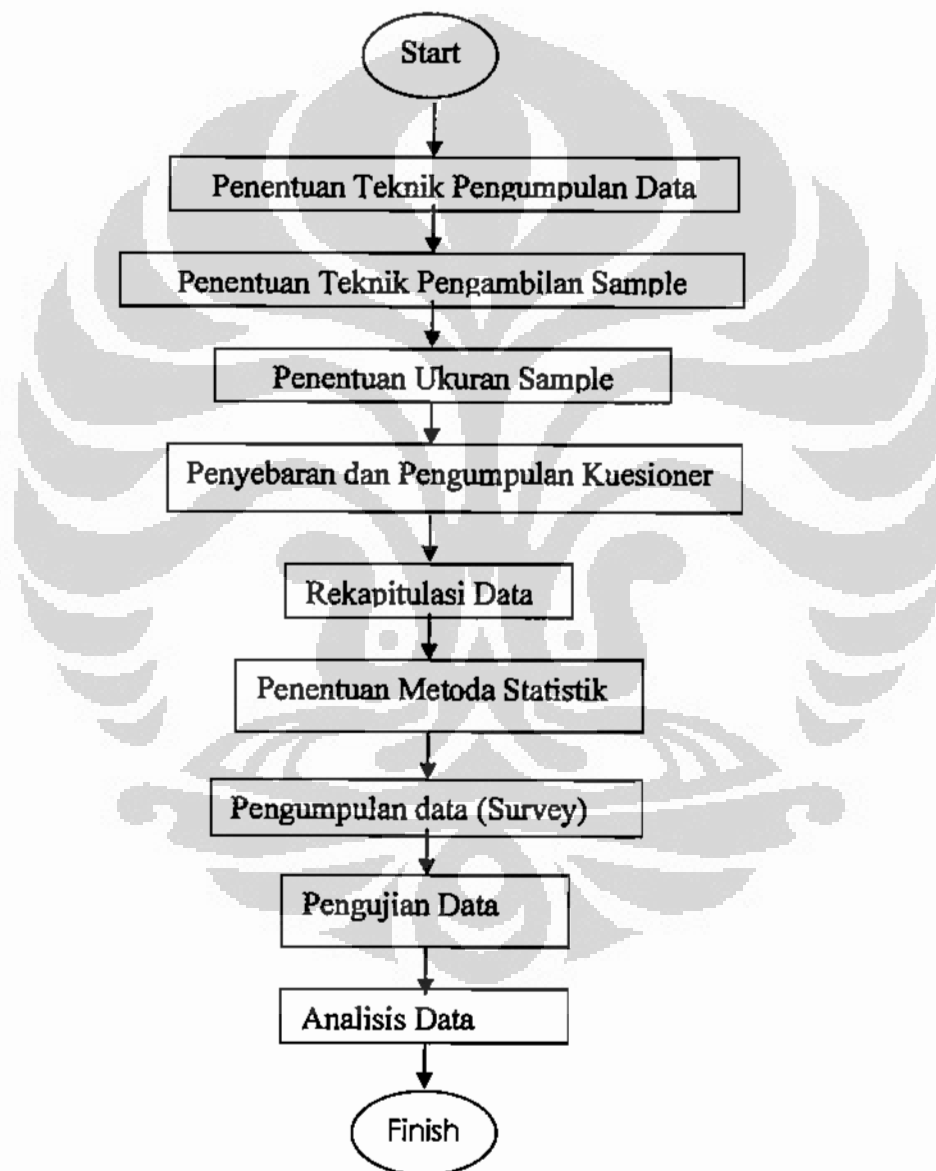 Start
Penentuan Teknik Pengumpulan Data
Penentuan Teknik Pengambilan Sample
Penentuan Ukuran Sample
Penyebaran dan Pengumpulan Kuesioner
Rekapitulasi Data
Penentuan Metoda Statistik
Pengumpulan data (Survey)
Pengujian Data
Analisis Data
Finish